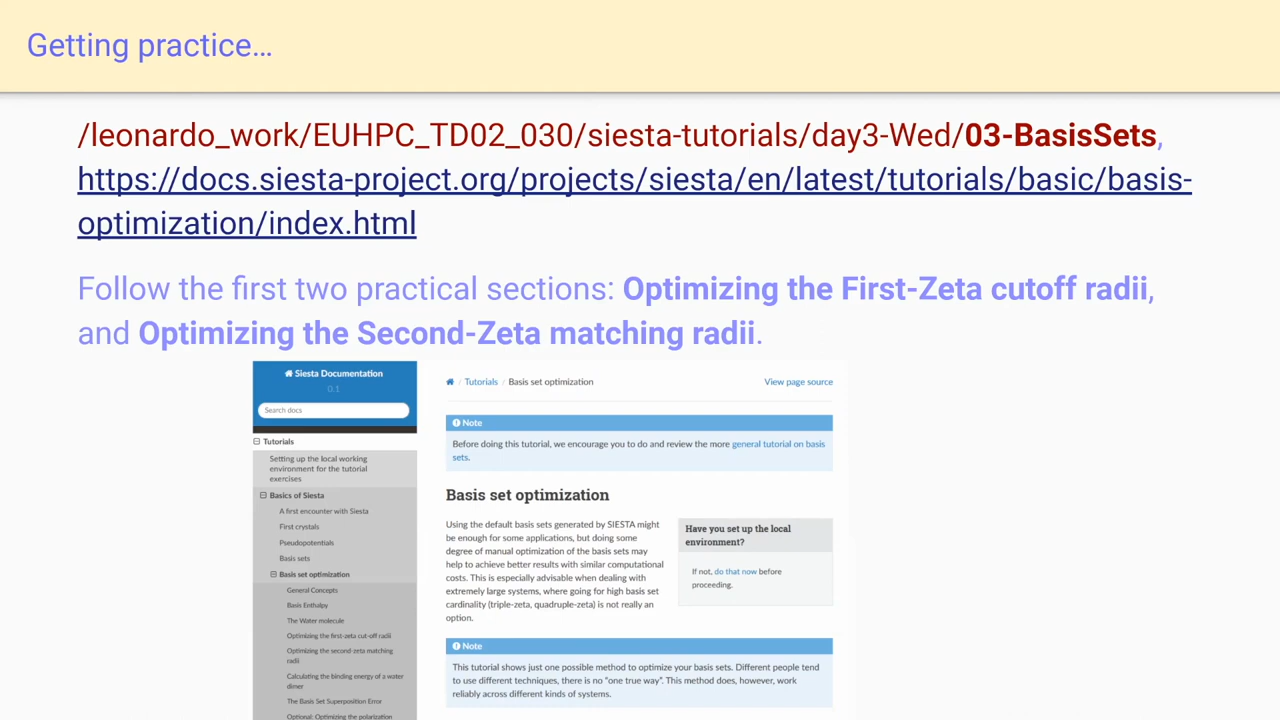 Getting practice…
/leonardo_work/EUHPC_TD02_030/siesta-tutorials/day3-Wed/03-BasisSets,
https://docs.siesta-project.org/projects/siesta/en/latest/tutorials/basic/basis-
optimization/index.html
Follow the first two practical sections: Optimizing the First-Zeta cutoff radii,
and Optimizing the Second-Zeta matching radii.
Siesta Documentation
0.1
Search docs
Tutorials
Setting up the local working
environment for the tutorial
exercises
Basics of Siesta
A first encounter with Siesta
First crystals
Pseudopotentials
Basis sets
Basis set optimization
General Concepts
Basis Enthalpy
The Water molecule
Optimizing the first-zeta cut-off radii
Optimizing the second-zeta matching
radii
Calculating the binding energy of a water
dimer
The Basis Set Superposition Error
Optional: Optimizing the polarization
/ Tutorials / Basis set optimization
View page source
Note
Before doing this tutorial, we encourage you to do and review the more general tutorial on basis
sets.
Basis set optimization
Using the default basis sets generated by SIESTA might
be enough for some applications, but doing some
degree of manual optimization of the basis sets may
help to achieve better results with similar computational
costs. This is especially advisable when dealing with
extremely large systems, where going for high basis set
cardinality (triple-zeta, quadruple-zeta) is not really an
option.
Have you set up the local
environment?
If not, do that now before
proceeding.
Note
This tutorial shows just one possible method to optimize your basis sets. Different people tend
to use different techniques, there is no “one true way”. This method does, however, work
reliably across different kinds of systems.